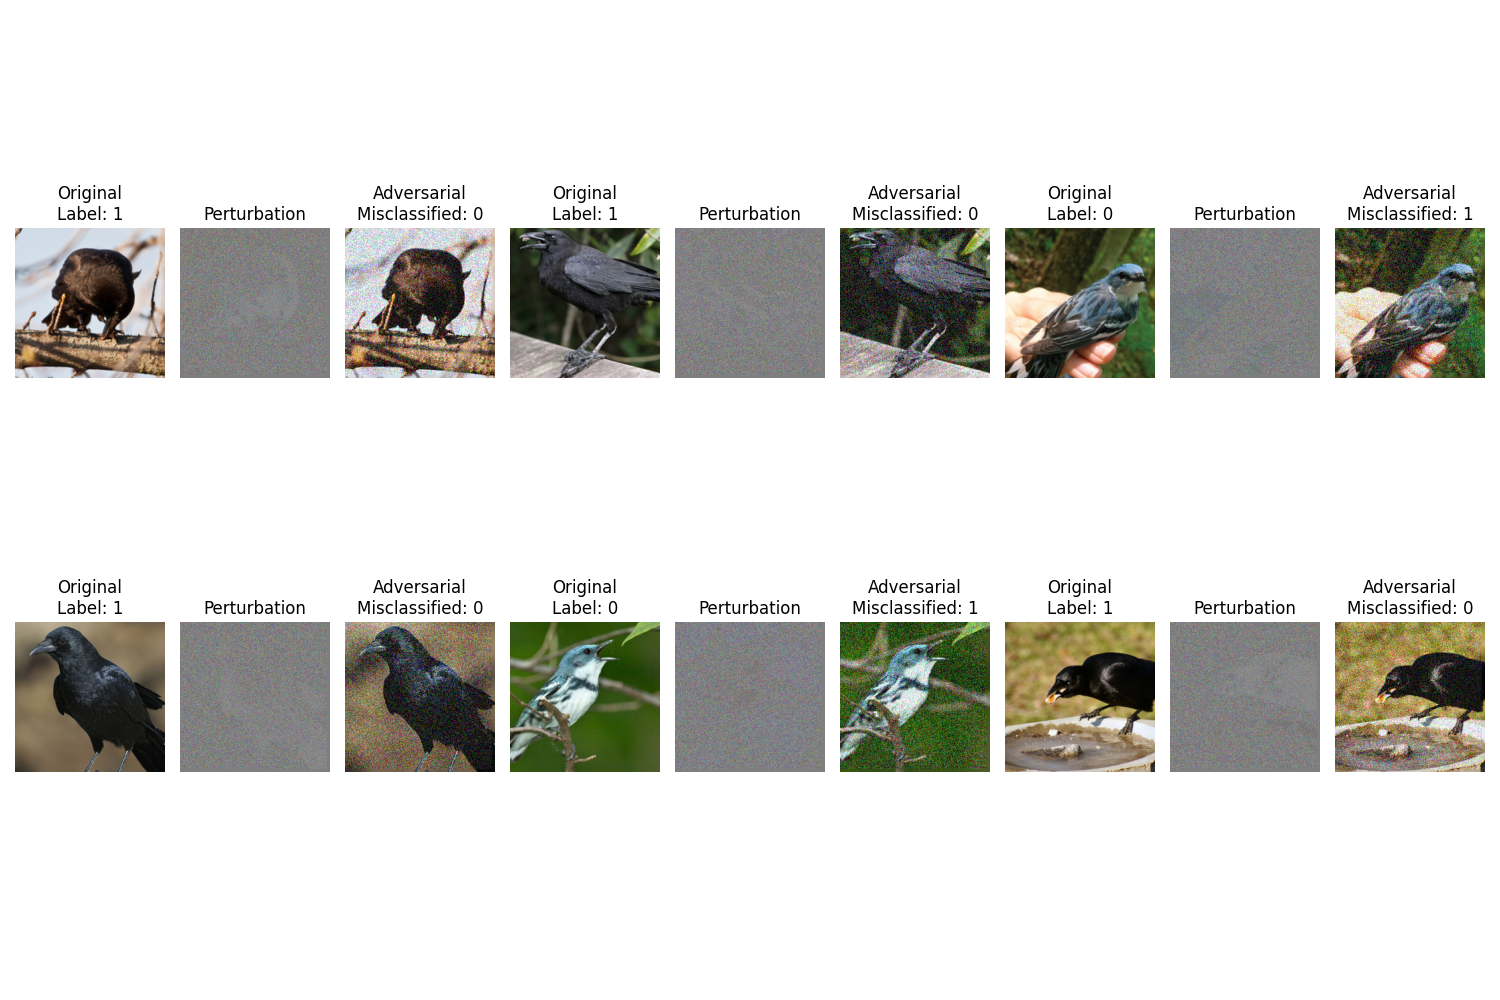 Original
Label: 1
Perturbation
Adversarial
Misclassified: 0
Original
Label: 1
Perturbation
Adversarial
Misclassified: 0
Original
Label: 0
Perturbation
Adversarial
Misclassified: 1
Original
Label: 1
Perturbation
Adversarial
Misclassified: 0
Original
Label: 0
Perturbation
Adversarial
Misclassified: 1
Original
Label: 1
Perturbation
Adversarial
Misclassified: 0